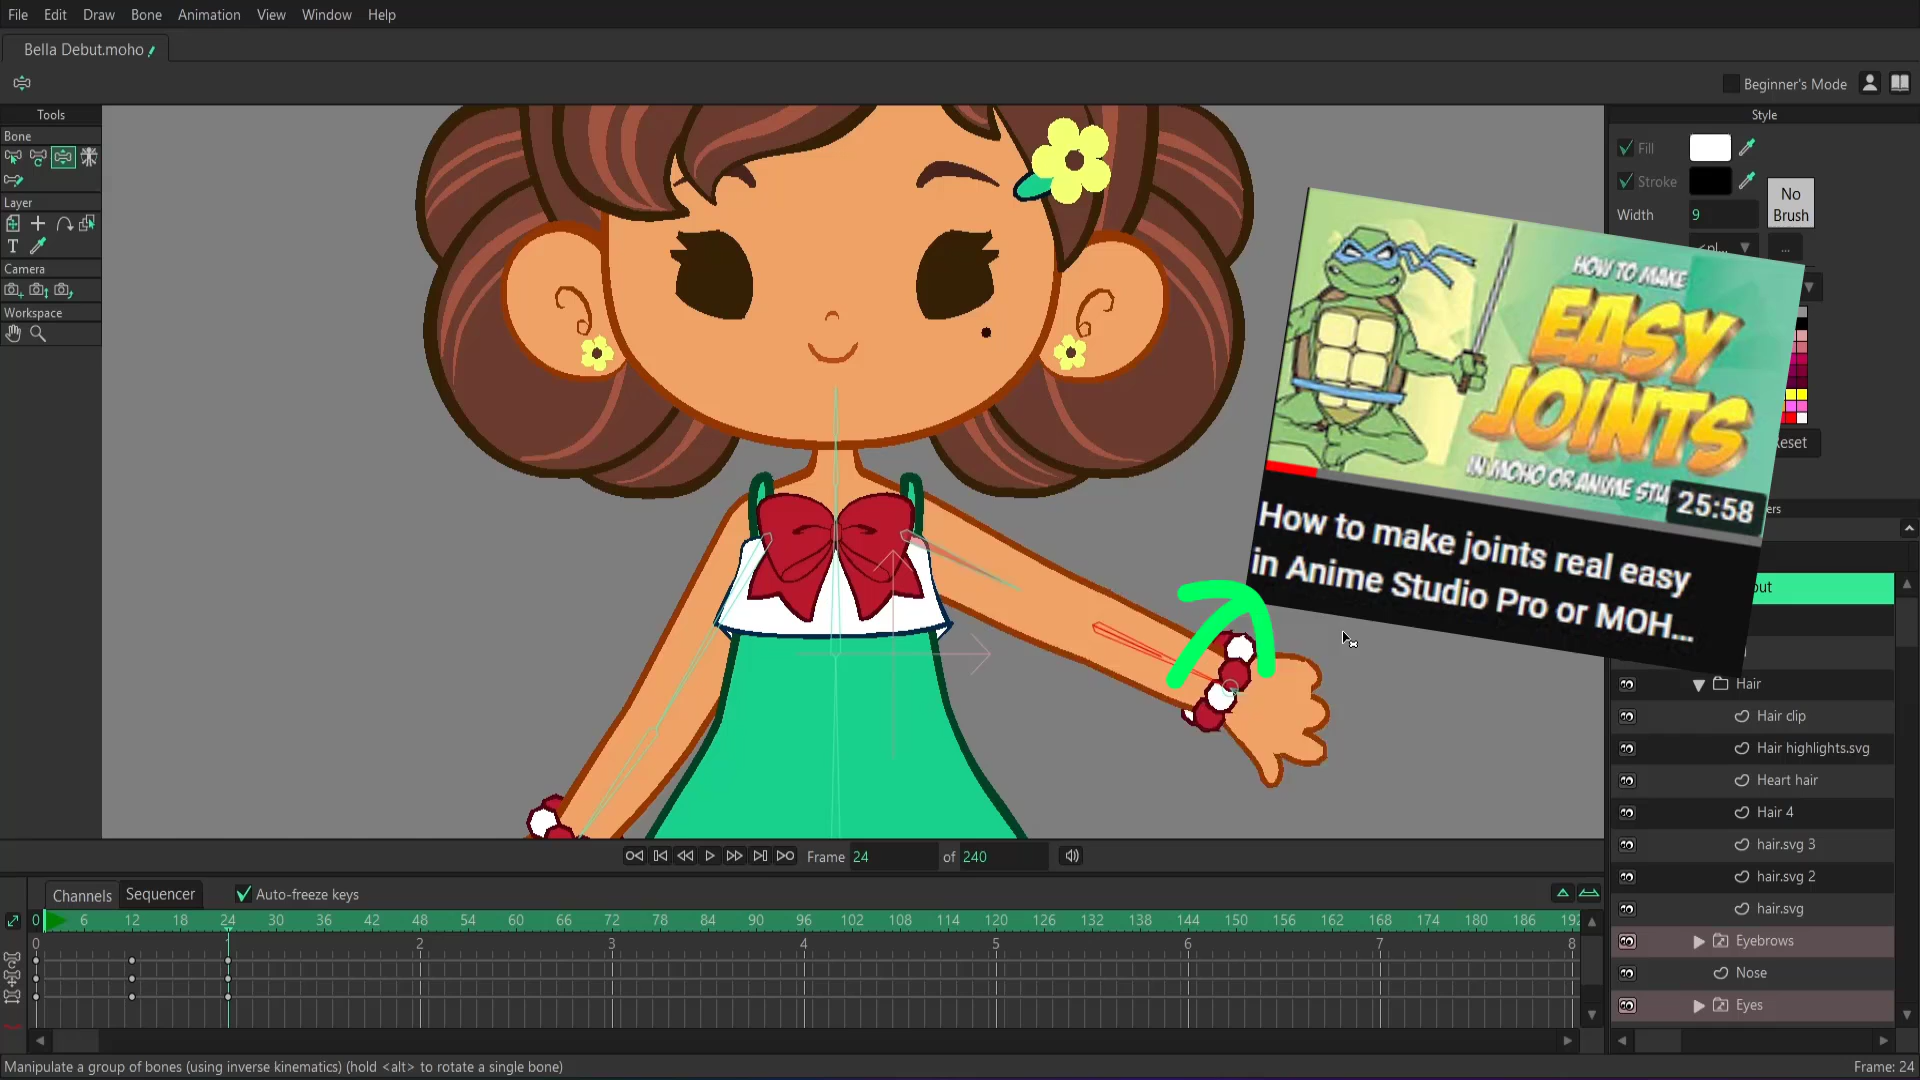 File Edit Draw Bone Animation View Window Help
Bella Debut.moho
Beginner's Mode
Tools
Bone
Layer
T
Camera
Workspace
Style
Fill
Stroke
No
Brush
Width 9
<pl...
...
HOW TO MAKE
EASY
JOINTS
IN MOHO OR ANIME STU
25:58
How to make joints real easy
in Anime Studio Pro or MOH...
Hair
Hair clip
Hair highlights.svg
Heart hair
Hair 4
hair.svg 3
hair.svg 2
hair.svg
Eyebrows
Nose
Eyes
Frame 24 of 240
Channels Sequencer Auto-freeze keys
0 6 12 18 24 30 36 42 48 54 60 66 72 78 84 90 96 102 108 114 120 126 132 138 144 150 156 162 168 174 180 186 192
0 2 3 4 5 6 7 8
Manipulate a group of bones (using inverse kinematics) (hold <alt> to rotate a single bone)
Frame: 24